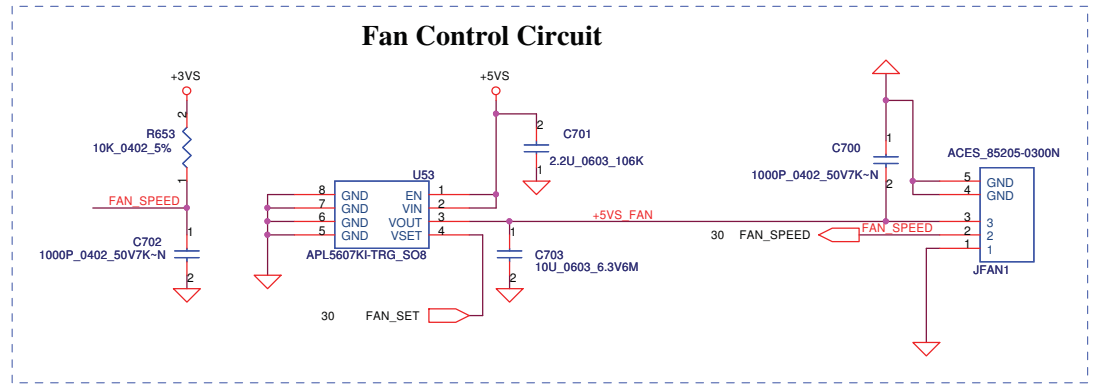 Fan Control Circuit
+3VS
2
R653
10K_0402_5%
1
FAN_SPEED
C702
1
1000P_0402_50V7K~N
2
+5VS
2
C701
2.2U_0603_106K
1
U53
8 GND EN 1
7 GND VIN 2
6 GND VOUT 3
5 GND VSET 4
APL5607KI-TRG_SO8
+5VS_FAN
1
C703
10U_0603_6.3V6M
2
30 FAN_SET
C700
1
1000P_0402_50V7K~N
2
ACES_85205-0300N
5 GND
4 GND
3 3
30 FAN_SPEED FAN_SPEED 2 2
1 1
JFAN1